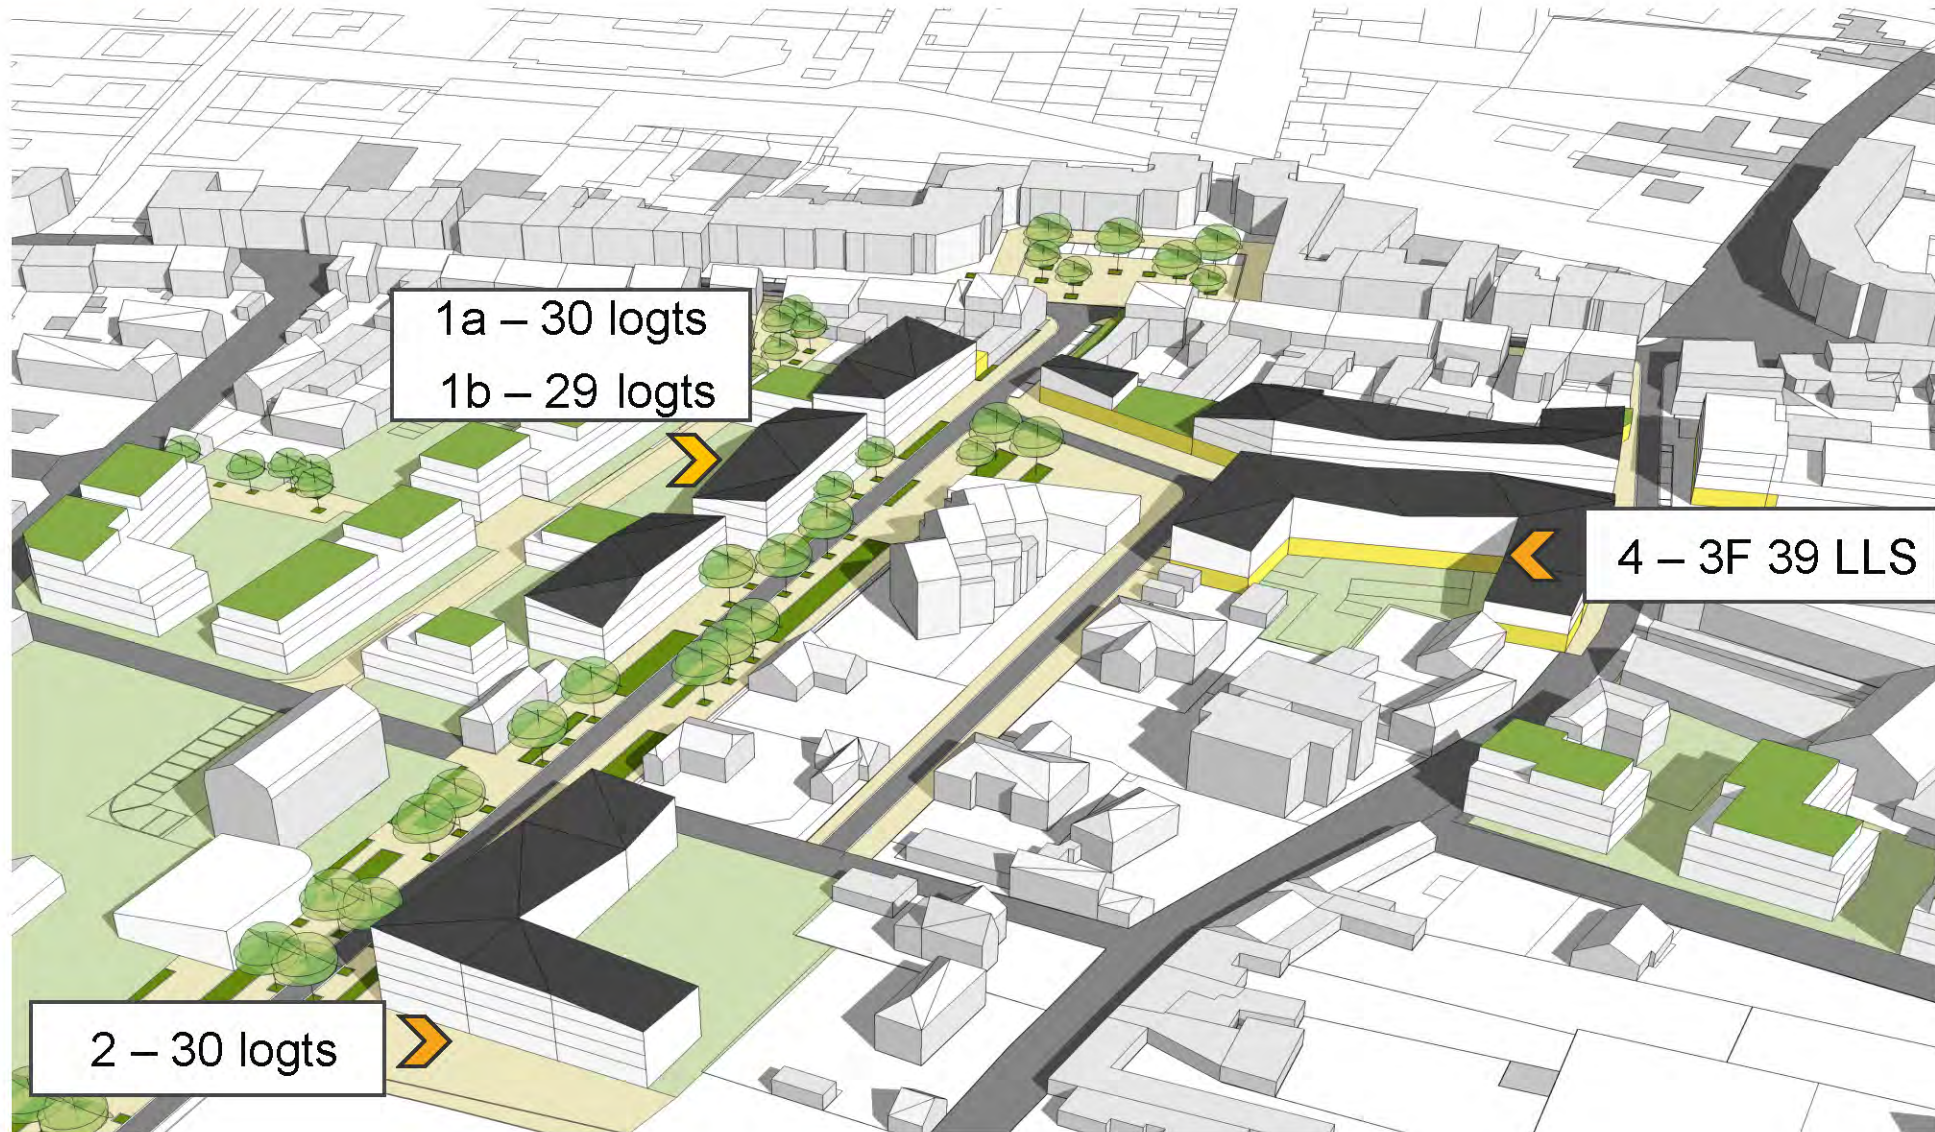 1a – 30 logts
1b – 29 logts
4 – 3F 39 LLS
2 – 30 logts